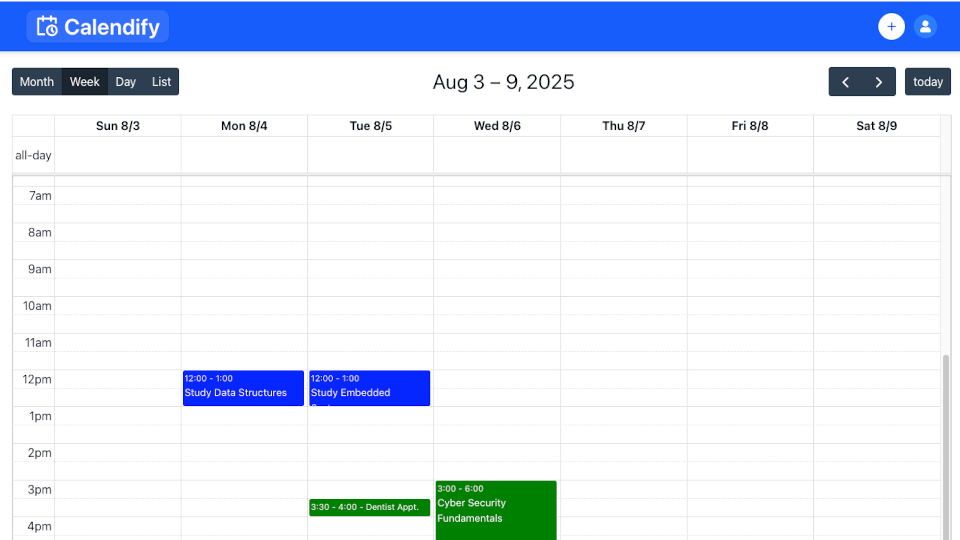 Calendify
+
Month Week Day List
Aug 3 – 9, 2025
today
Sun 8/3 Mon 8/4 Tue 8/5 Wed 8/6 Thu 8/7 Fri 8/8 Sat 8/9
all-day
7am
8am
9am
10am
11am
12pm
12:00 - 1:00
Study Data Structures
12:00 - 1:00
Study Embedded
1pm
2pm
3pm
3:00 - 6:00
Cyber Security
Fundamentals
3:30 - 4:00 - Dentist Appt.
4pm